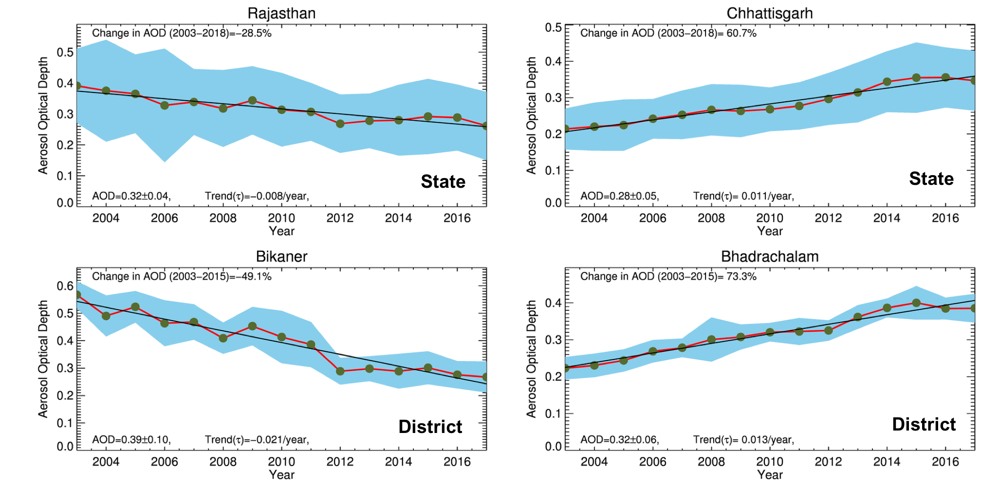 Rajasthan
Change in AOD (2003−2018)=−28.5%
Aerosol Optical Depth
0.5
0.4
0.3
0.2
0.1
0.0
State
AOD=0.32±0.04, Trend(τ)=−0.008/year,
2004 2006 2008 2010 2012 2014 2016
Year
Chhattisgarh
Change in AOD (2003−2018)= 60.7%
Aerosol Optical Depth
0.5
0.4
0.3
0.2
0.1
0.0
State
AOD=0.28±0.05, Trend(τ)= 0.011/year,
2004 2006 2008 2010 2012 2014 2016
Year
Bikaner
Change in AOD (2003−2015)=−49.1%
Aerosol Optical Depth
0.6
0.5
0.4
0.3
0.2
0.1
0.0
District
AOD=0.39±0.10, Trend(τ)=−0.021/year,
2004 2006 2008 2010 2012 2014 2016
Year
Bhadrachalam
Change in AOD (2003−2015)= 73.3%
Aerosol Optical Depth
0.4
0.3
0.2
0.1
0.0
District
AOD=0.32±0.06, Trend(τ)= 0.013/year,
2004 2006 2008 2010 2012 2014 2016
Year